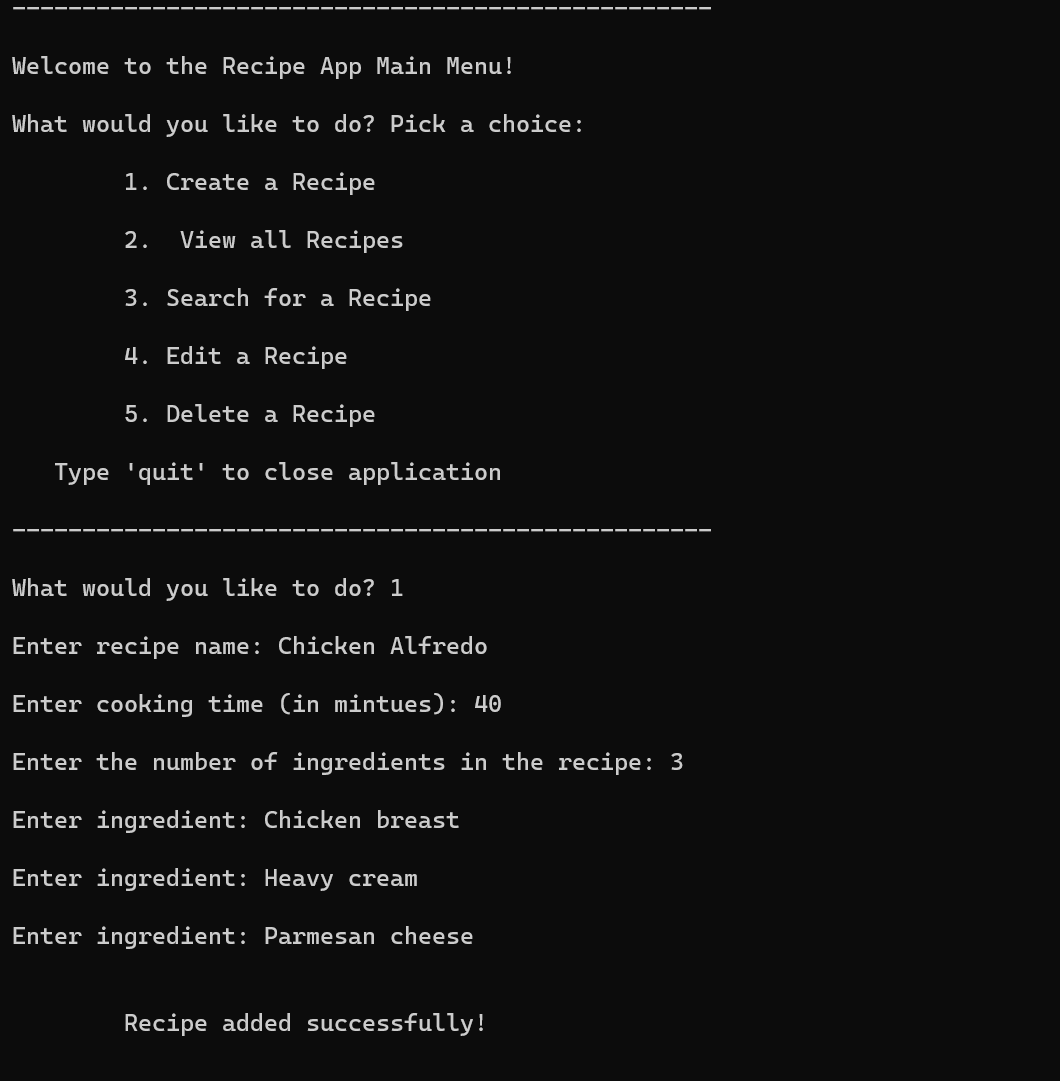 --------------------------------------------------
Welcome to the Recipe App Main Menu!
What would you like to do? Pick a choice:
1. Create a Recipe
2.  View all Recipes
3. Search for a Recipe
4. Edit a Recipe
5. Delete a Recipe
Type 'quit' to close application
--------------------------------------------------
What would you like to do? 1
Enter recipe name: Chicken Alfredo
Enter cooking time (in mintues): 40
Enter the number of ingredients in the recipe: 3
Enter ingredient: Chicken breast
Enter ingredient: Heavy cream
Enter ingredient: Parmesan cheese
Recipe added successfully!